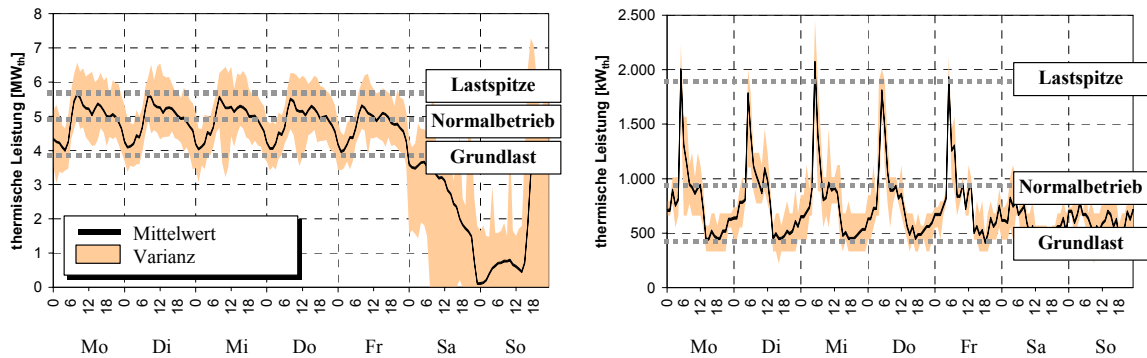 8
7
6
5
4
3
2
1
0
thermische Leistung [MWth]
Lastspitze
Normalbetrieb
Grundlast
Mittelwert
Varianz
0 6 12 18 0 6 12 18 0 6 12 18 0 6 12 18 0 6 12 18 0 6 12 18 0 6 12 18
Mo Di Mi Do Fr Sa So
2.500
2.000
1.500
1.000
500
0
thermische Leistung [kWth]
Lastspitze
Normalbetrieb
Grundlast
0 6 12 18 0 6 12 18 0 6 12 18 0 6 12 18 0 6 12 18 0 6 12 18 0 6 12 18
Mo Di Mi Do Fr Sa So